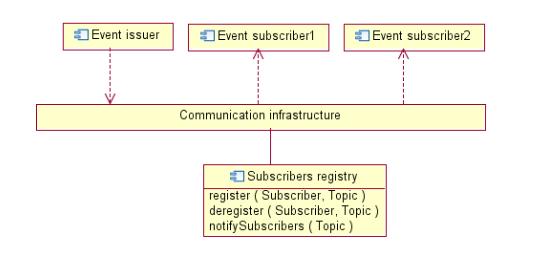 Event issuer
Event subscriber1
Event subscriber2
Communication infrastructure
Subscribers registry
register ( Subscriber, Topic )
deregister ( Subscriber, Topic )
notifySubscribers ( Topic )